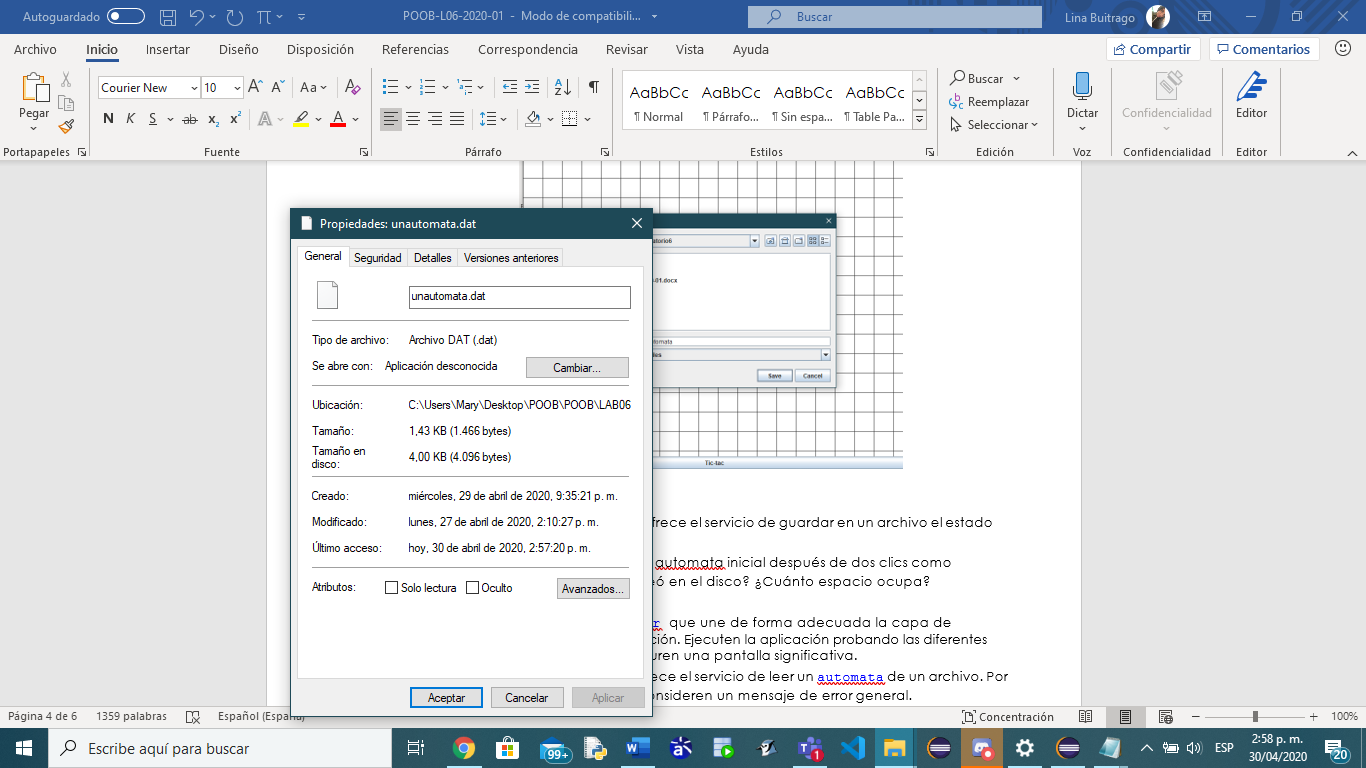 Autoguardado
POOB-L06-2020-01 - Modo de compatibili...
Buscar
Lina Buitrago
Archivo Inicio Insertar Diseño Disposición Referencias Correspondencia Revisar Vista Ayuda
Compartir Comentarios
Pegar
Courier New 10
Aa
N K S ab x₂ x² A A
AaBbCc AaBbCc AaBbCc AaBbCc
¶ Normal ¶ Párrafo... ¶ Sin espa... ¶ Table Pa...
Buscar
Reemplazar
Seleccionar
Dictar
Confidencialidad
Editor
Portapapeles Fuente Párrafo Estilos Edición Voz Confidencialidad Editor
Propiedades: unautomata.dat
General Seguridad Detalles Versiones anteriores
unautomata.dat
Tipo de archivo: Archivo DAT (.dat)
Se abre con: Aplicación desconocida Cambiar...
Ubicación: C:\Users\Mary\Desktop\POOB\POOB\LAB06
Tamaño: 1,43 KB (1.466 bytes)
Tamaño en disco: 4,00 KB (4.096 bytes)
Creado: miércoles, 29 de abril de 2020, 9:35:21 p. m.
Modificado: lunes, 27 de abril de 2020, 2:10:27 p. m.
Último acceso: hoy, 30 de abril de 2020, 2:57:20 p. m.
Atributos: Solo lectura Oculto Avanzados...
Aceptar Cancelar Aplicar
atorio6
-01.docx
tomata
les
Save Cancel
Tic-tac
frece el servicio de guardar en un archivo el estado
automata inicial después de dos clics como
eó en el disco? ¿Cuánto espacio ocupa?
r que une de forma adecuada la capa de
ción. Ejecuten la aplicación probando las diferentes
uren una pantalla significativa.
ece el servicio de leer un automata de un archivo. Por
onsideren un mensaje de error general.
Página 4 de 6 1359 palabras Español (España) Concentración 100%
Escribe aquí para buscar
99+
1
ESP
2:58 p. m.
30/04/2020
20